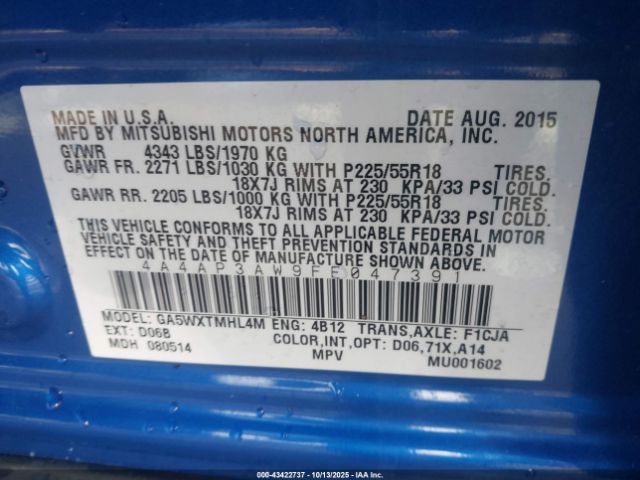 MADE IN U.S.A. DATE AUG. 2015
MFD BY MITSUBISHI MOTORS NORTH AMERICA, INC.
GVWR 4343 LBS/1970 KG
GAWR FR. 2271 LBS/1030 KG WITH P225/55R18 TIRES.
18X7J RIMS AT 230 KPA/33 PSI COLD.
GAWR RR. 2205 LBS/1000 KG WITH P225/55R18 TIRES.
18X7J RIMS AT 230 KPA/33 PSI COLD.
THIS VEHICLE CONFORMS TO ALL APPLICABLE FEDERAL MOTOR
VEHICLE SAFETY AND THEFT PREVENTION STANDARDS IN
EFFECT ON THE DATE OF MANUFACTURE SHOWN ABOVE.
4A4AP3AW9FE047391
MODEL: GA5WXTMHL4M ENG: 4B12 TRANS,AXLE: F1CJA
EXT: D06B COLOR,INT,OPT: D06,71X,A14
MDH 080514 MPV MU001602
000-43422737 - 10/13/2025 - IAA Inc.